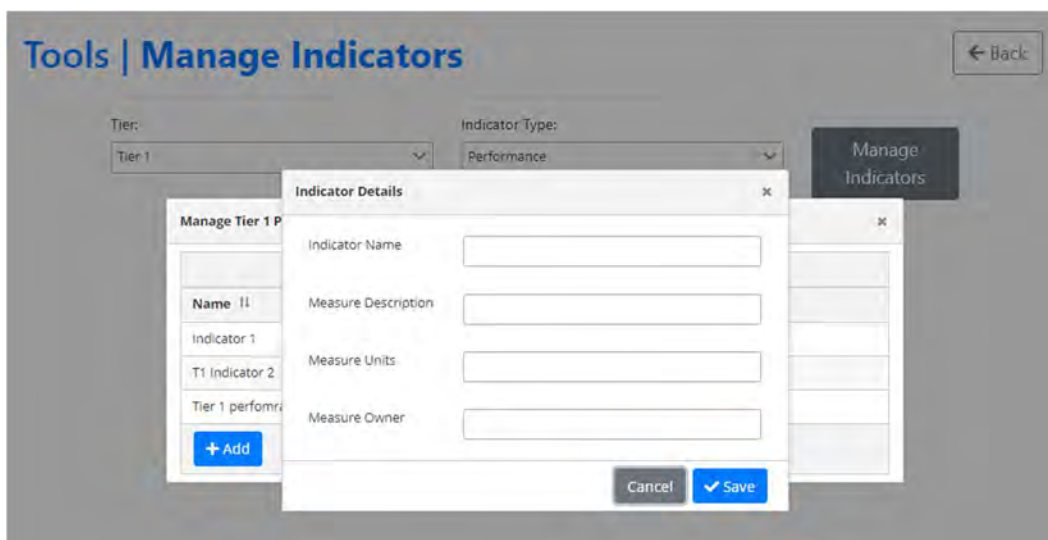 Tools | Manage Indicators
← Back
Tier:
Indicator Type:
Tier 1
Performance
Manage
Indicators
Indicator Details
×
Manage Tier 1 P
×
Indicator Name
Name
Measure Description
Indicator 1
Measure Units
T1 Indicator 2
Tier 1 perfomra
Measure Owner
+ Add
Cancel
✔ Save